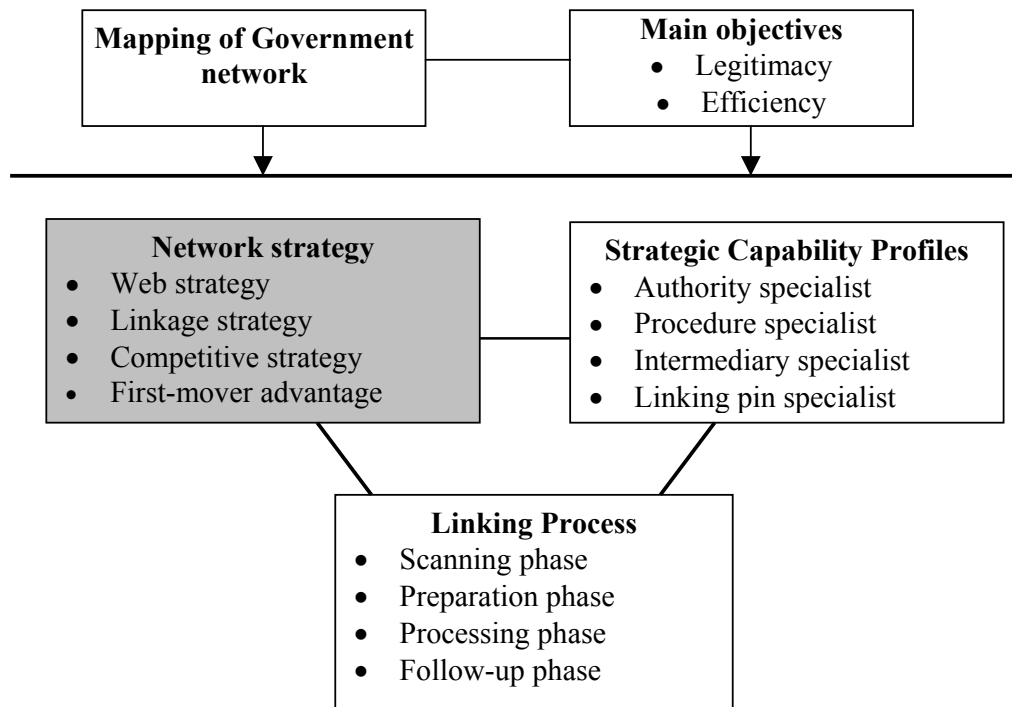 Mapping of Government
network
Main objectives
• Legitimacy
• Efficiency
Network strategy
• Web strategy
• Linkage strategy
• Competitive strategy
• First-mover advantage
Strategic Capability Profiles
• Authority specialist
• Procedure specialist
• Intermediary specialist
• Linking pin specialist
Linking Process
• Scanning phase
• Preparation phase
• Processing phase
• Follow-up phase